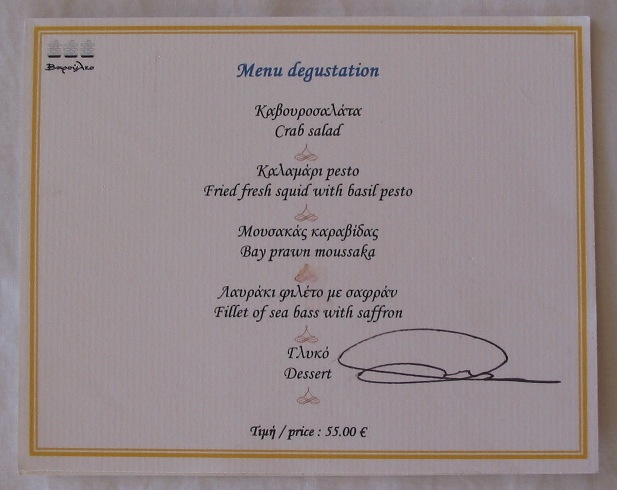 Βαρούλκο
Menu degustation
Καβουροσαλάτα
Crab salad
Καλαμάρι pesto
Fried fresh squid with basil pesto
Μουσακάς καραβίδας
Bay prawn moussaka
Λαυράκι φιλέτο με σαφράν
Fillet of sea bass with saffron
Γλυκό
Dessert
Τιμή / price : 55.00 €